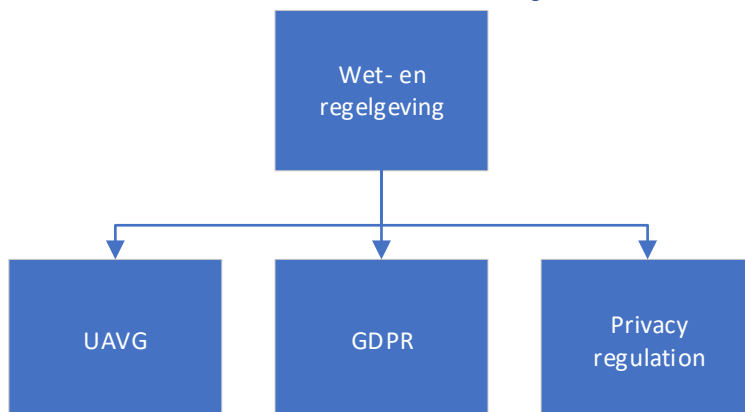 Wet- en
regelgeving
UAVG
GDPR
Privacy
regulation